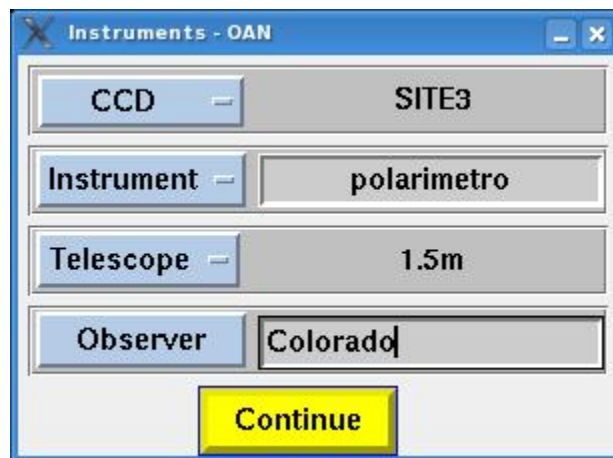 Instruments - OAN
CCD SITE3
Instrument polarimetro
Telescope 1.5m
Observer Colorado
Continue